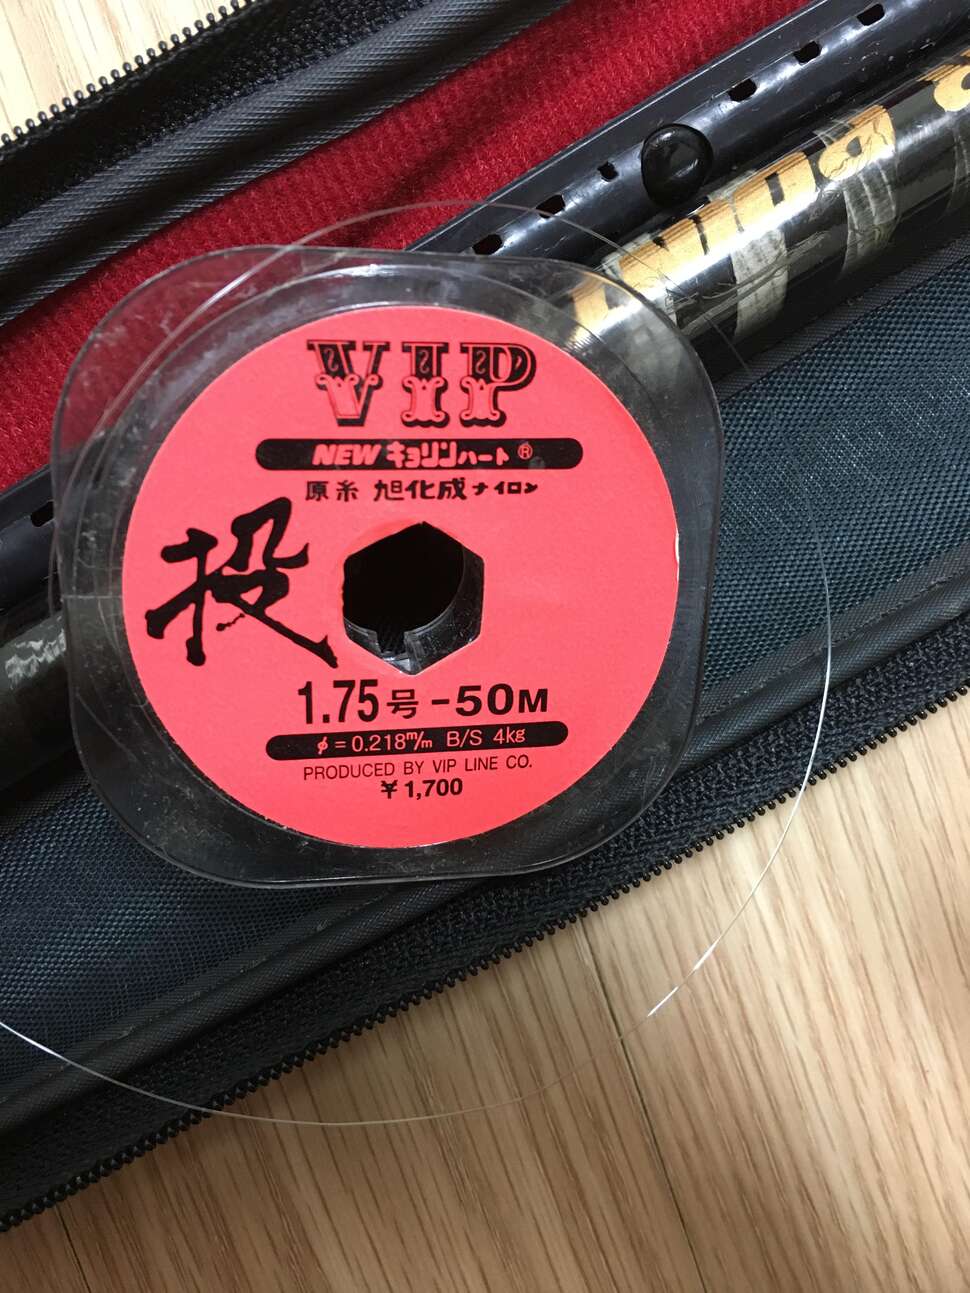 VIP
NEW キョリンハート ®
原糸 旭化成ナイロン
投
1.75号-50M
φ=0.218m/m B/S 4kg
PRODUCED BY VIP LINE CO.
¥1,700